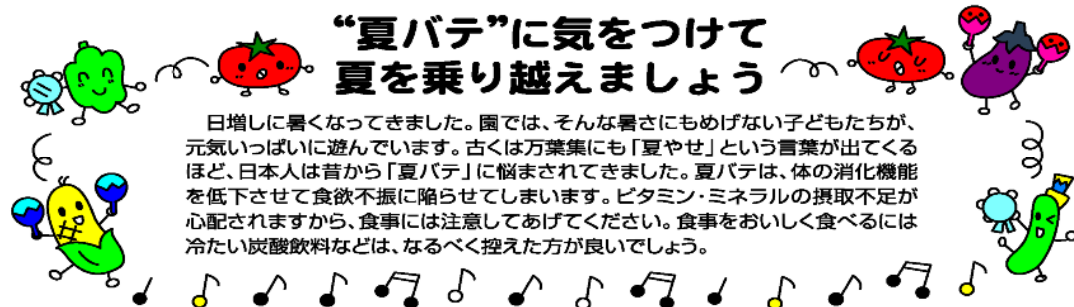 “夏バテ”に気をつけて
夏を乗り越えましょう
日増しに暑くなってきました。園では、そんな暑さにもめげない子どもたちが、
元気いっぱいに遊んでいます。古くは万葉集にも「夏やせ」という言葉が出てくる
ほど、日本人は昔から「夏バテ」に悩まされてきました。夏バテは、体の消化機能
を低下させて食欲不振に陥らせてしまいます。ビタミン・ミネラルの摂取不足が
心配されますから、食事には注意してあげてください。食事をおいしく食べるには
冷たい炭酸飲料などは、なるべく控えた方が良いでしょう。